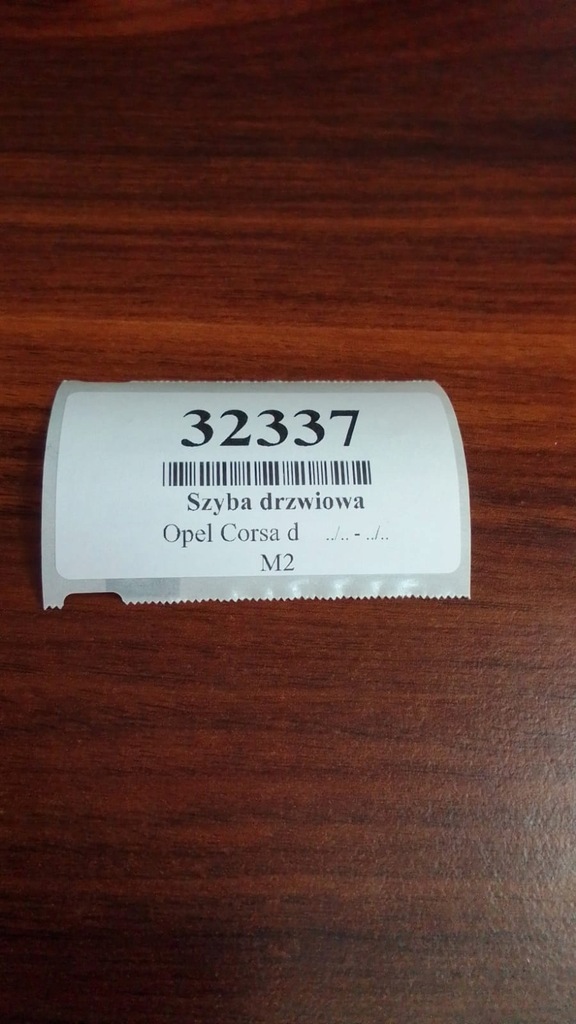 32337
Szyba drzwiowa
Opel Corsa d ../.. - ../..
M2